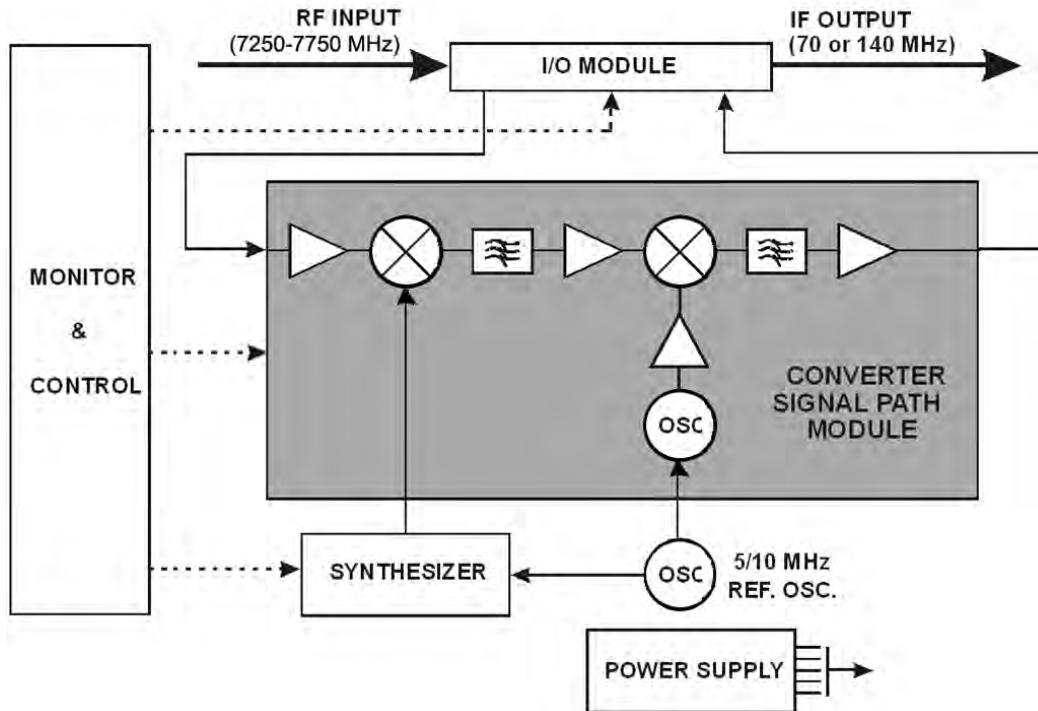 RF INPUT
(7250-7750 MHz)
I/O MODULE
IF OUTPUT
(70 or 140 MHz)
MONITOR
&
CONTROL
OSC
CONVERTER
SIGNAL PATH
MODULE
SYNTHESIZER
OSC
5/10 MHz
REF. OSC.
POWER SUPPLY